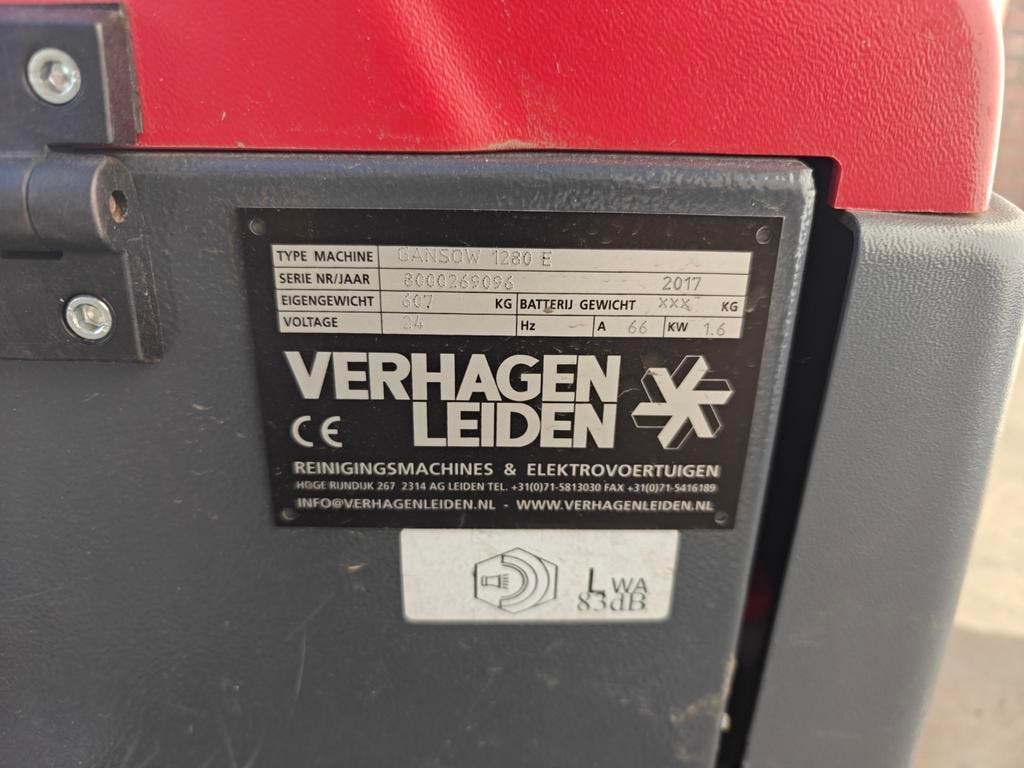 TYPE MACHINE GANSOW 1280 E
SERIE NR/JAAR 8000269096 2017
EIGENGEWICHT 607 KG BATTERIJ GEWICHT XXX KG
VOLTAGE 24 Hz - A 66 KW 1.6
VERHAGEN
LEIDEN
CE
REINIGINGSMACHINES & ELEKTROVOERTUIGEN
HOGE RIJNDIJK 267 2314 AG LEIDEN TEL. +31(0)71-5813030 FAX +31(0)71-5416189
INFO@VERHAGENLEIDEN.NL - WWW.VERHAGENLEIDEN.NL
LWA
83dB